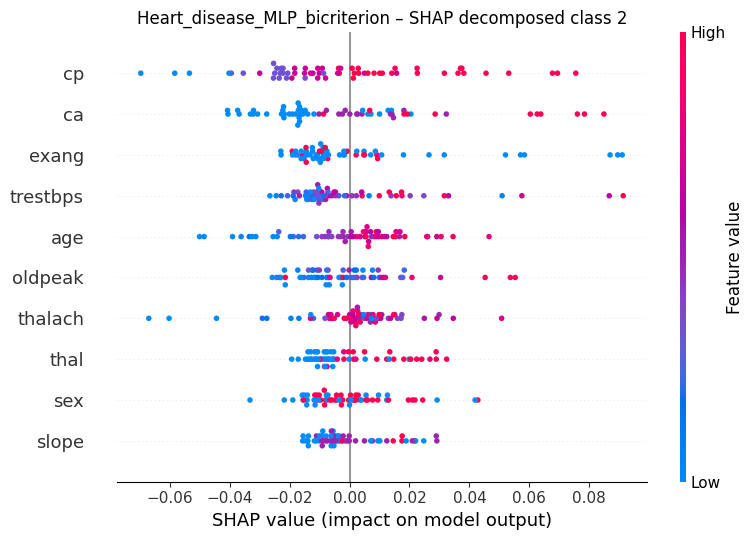 Heart_disease_MLP_bicriterion – SHAP decomposed class 2
High
cp
ca
exang
trestbps
age
oldpeak
thalach
thal
sex
slope
Feature value
Low
−0.06 −0.04 −0.02 0.00 0.02 0.04 0.06 0.08
SHAP value (impact on model output)